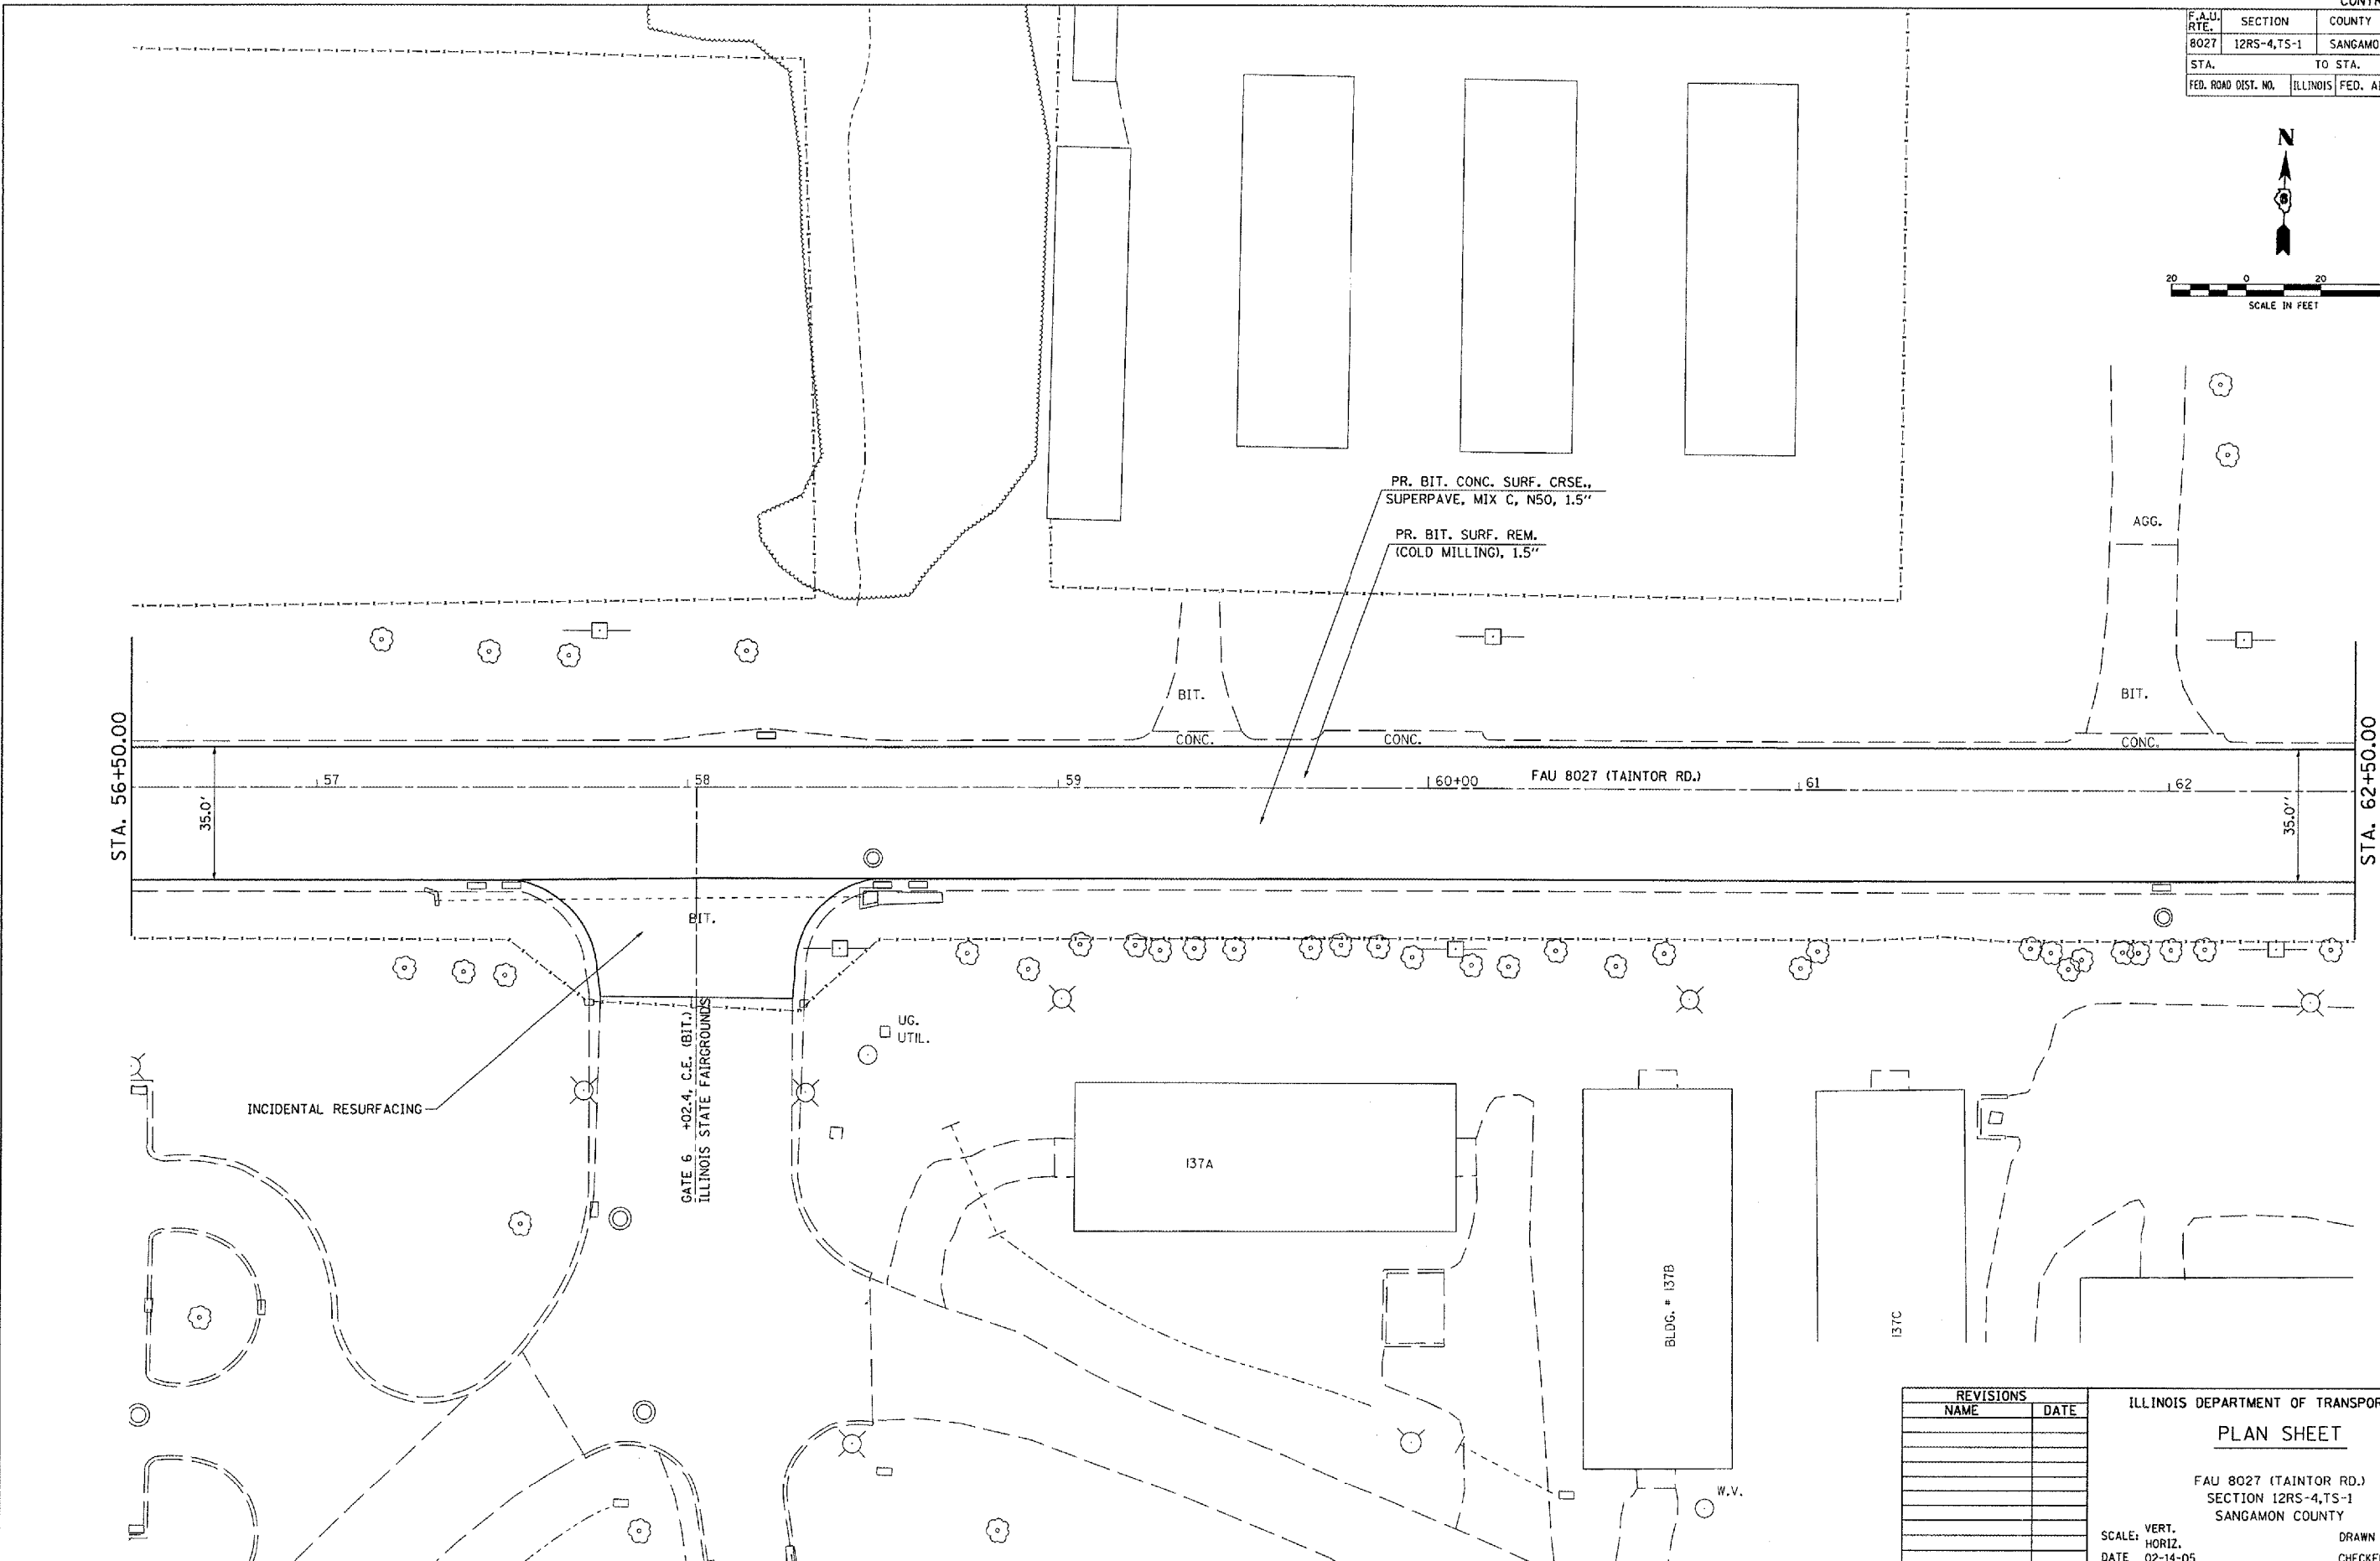 F.A.U. RTE. SECTION COUNTY
8027 12RS-4,TS-1 SANGAMO
STA. TO STA.
FED. ROAD DIST. NO. ILLINOIS FED. A
N
20 0 20
SCALE IN FEET
PR. BIT. CONC. SURF. CRSE.,
SUPERPAVE, MIX C, N50, 1.5"
PR. BIT. SURF. REM.
(COLD MILLING), 1.5"
AGG.
BIT.
BIT.
CONC.
CONC.
CONC.
STA. 56+50.00
57
58
59
60+00
FAU 8027 (TAINTOR RD.)
61
62
STA. 62+50.00
35.0'
35.0''
BIT.
GATE 6 +02.4, C.E. (BIT.)
ILLINOIS STATE FAIRGROUNDS
UG.
UTIL.
INCIDENTAL RESURFACING
137A
BLDG. # 137B
137C
W.V.
REVISIONS
NAME DATE
ILLINOIS DEPARTMENT OF TRANSPOR
PLAN SHEET
FAU 8027 (TAINTOR RD.)
SECTION 12RS-4,TS-1
SANGAMON COUNTY
SCALE: VERT.
HORIZ.
DRAWN
DATE 02-14-05
CHECKE